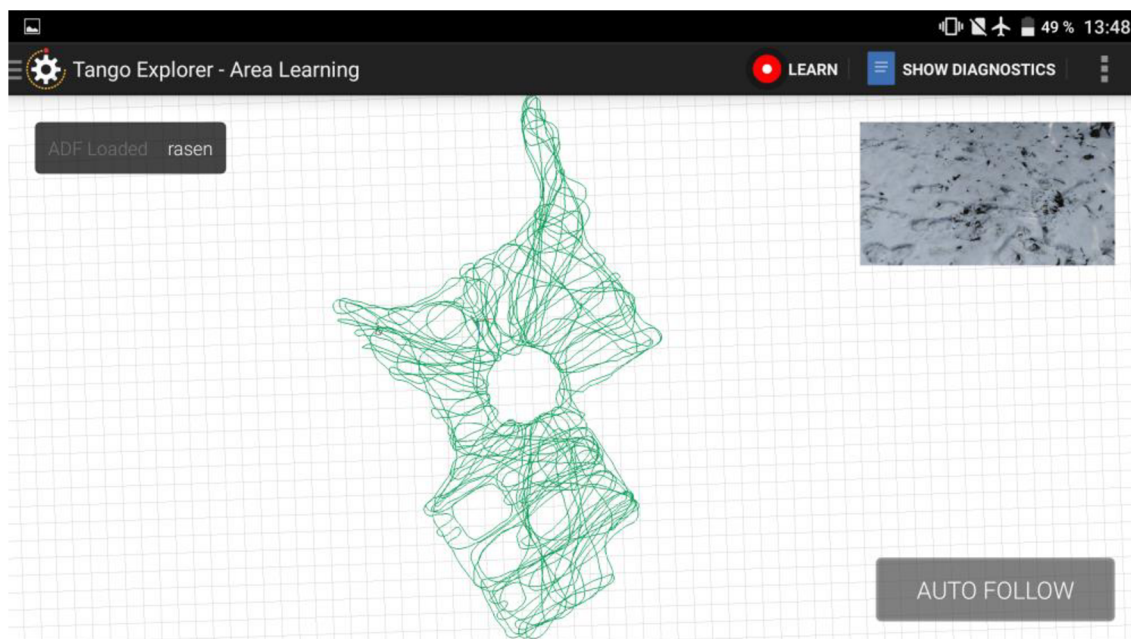 49 % 13:48
Tango Explorer - Area Learning
LEARN
SHOW DIAGNOSTICS
ADF Loaded rasen
AUTO FOLLOW